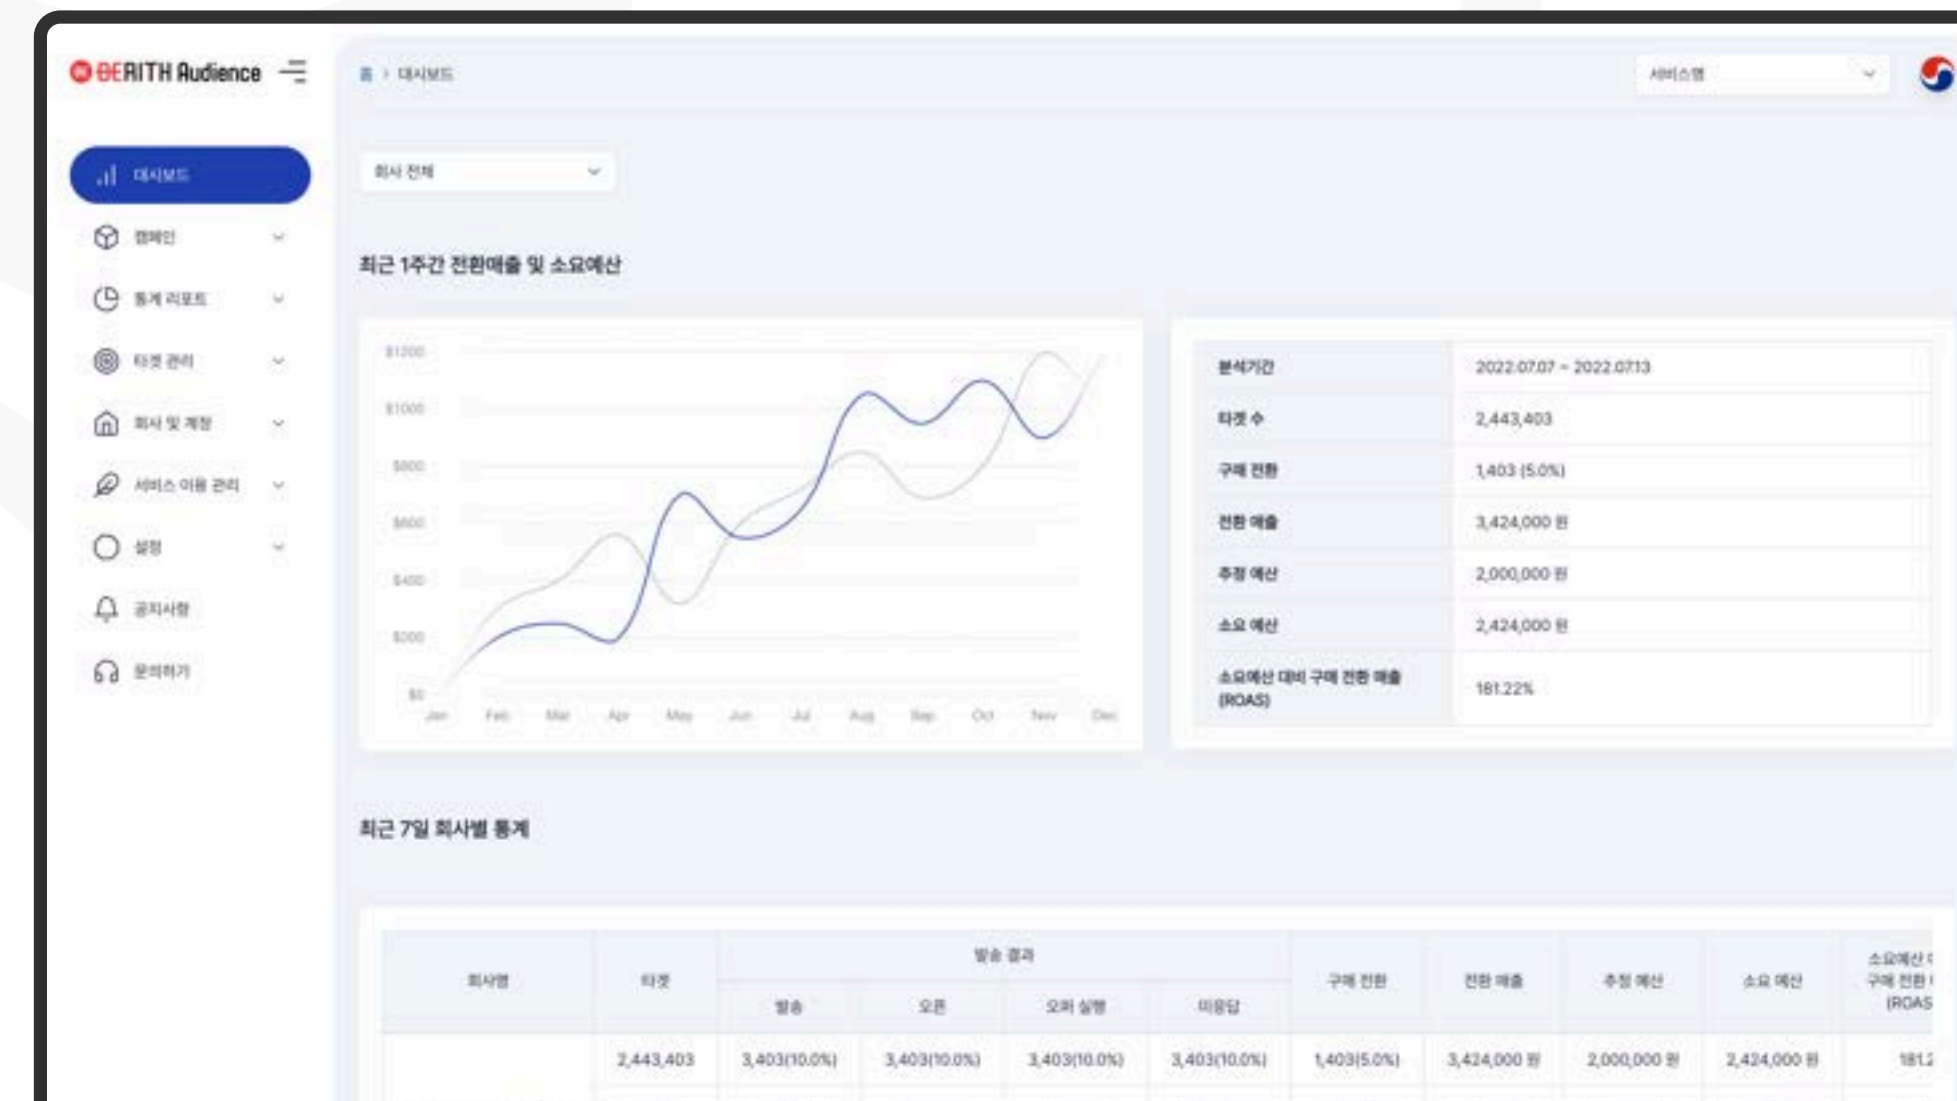 BERITH Audience
홈 > 대시보드
서비스명
대시보드
캠페인
통계 리포트
타겟 관리
회사 및 계정
서비스 이용 관리
설정
공지사항
문의하기
회사 전체
최근 1주간 전환매출 및 소요예산
$1200
$1000
$800
$600
$400
$200
$0
Jan Feb Mar Apr May Jun Jul Aug Sep Oct Nov Dec
분석기간 2022.07.07 ~ 2022.07.13
타겟 수 2,443,403
구매 전환 1,403 (5.0%)
전환 매출 3,424,000 원
추정 예산 2,000,000 원
소요 예산 2,424,000 원
소요예산 대비 구매 전환 매출
(ROAS)
181.22%
최근 7일 회사별 통계
회사명 타겟 발송 결과 구매 전환 전환 매출 추정 예산 소요 예산 소요예산
구매 전환
(ROAS
발송 오픈 오퍼 실행 미응답
2,443,403 3,403(10.0%) 3,403(10.0%) 3,403(10.0%) 3,403(10.0%) 1,403(5.0%) 3,424,000 원 2,000,000 원 2,424,000 원 181.2